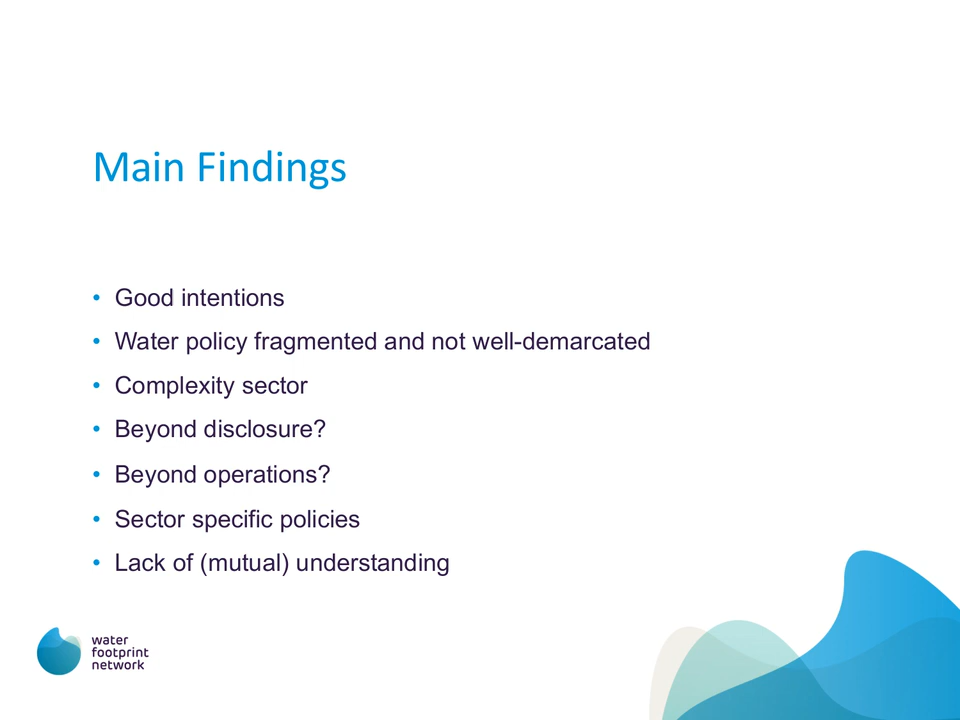 Main Findings
• Good intentions
• Water policy fragmented and not well-demarcated
• Complexity sector
• Beyond disclosure?
• Beyond operations?
• Sector specific policies
• Lack of (mutual) understanding
water
footprint
network